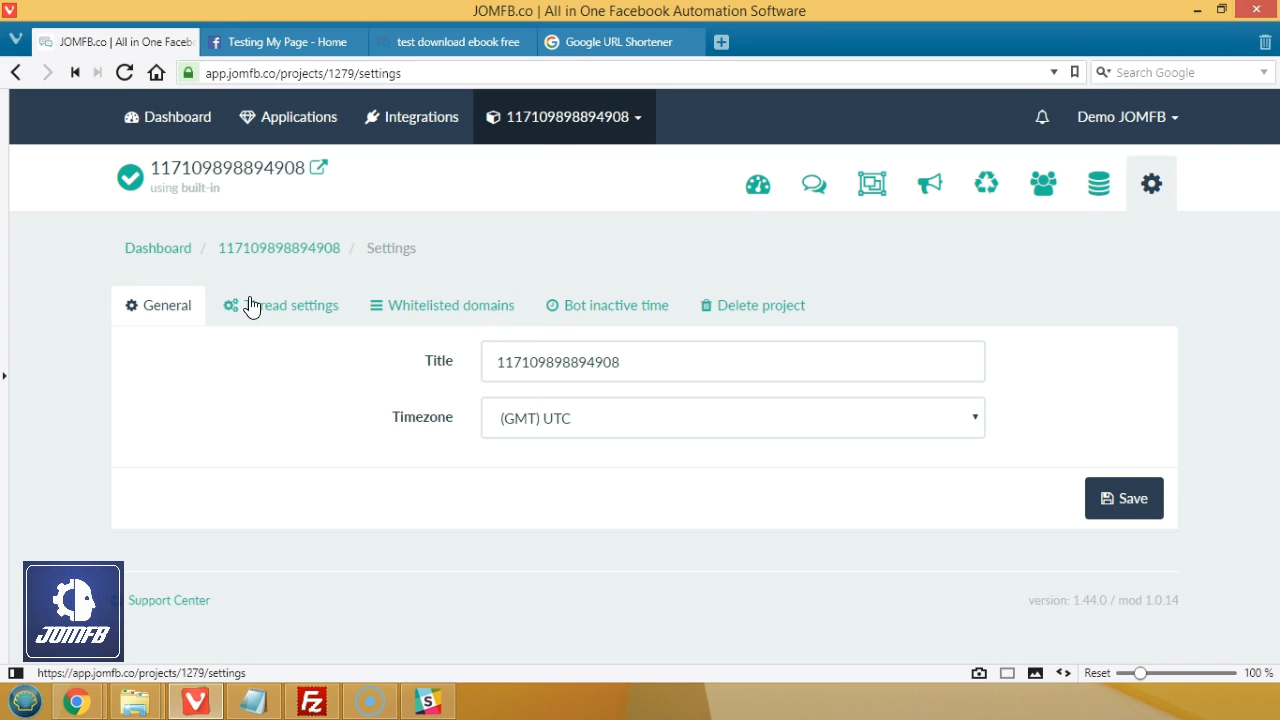 JOMFB.co | All in One Facebook Automation Software
JOMFB.co | All in One Faceb
Testing My Page - Home
test download ebook free
Google URL Shortener
app.jomfb.co/projects/1279/settings
Search Google
Dashboard
Applications
Integrations
117109898894908
Demo JOMFB
117109898894908
using built-in
Dashboard / 117109898894908 / Settings
General
read settings
Whitelisted domains
Bot inactive time
Delete project
Title
117109898894908
Timezone
(GMT) UTC
Save
JOMFB
Support Center
version: 1.44.0 / mod 1.0.14
https://app.jomfb.co/projects/1279/settings
Reset
100 %